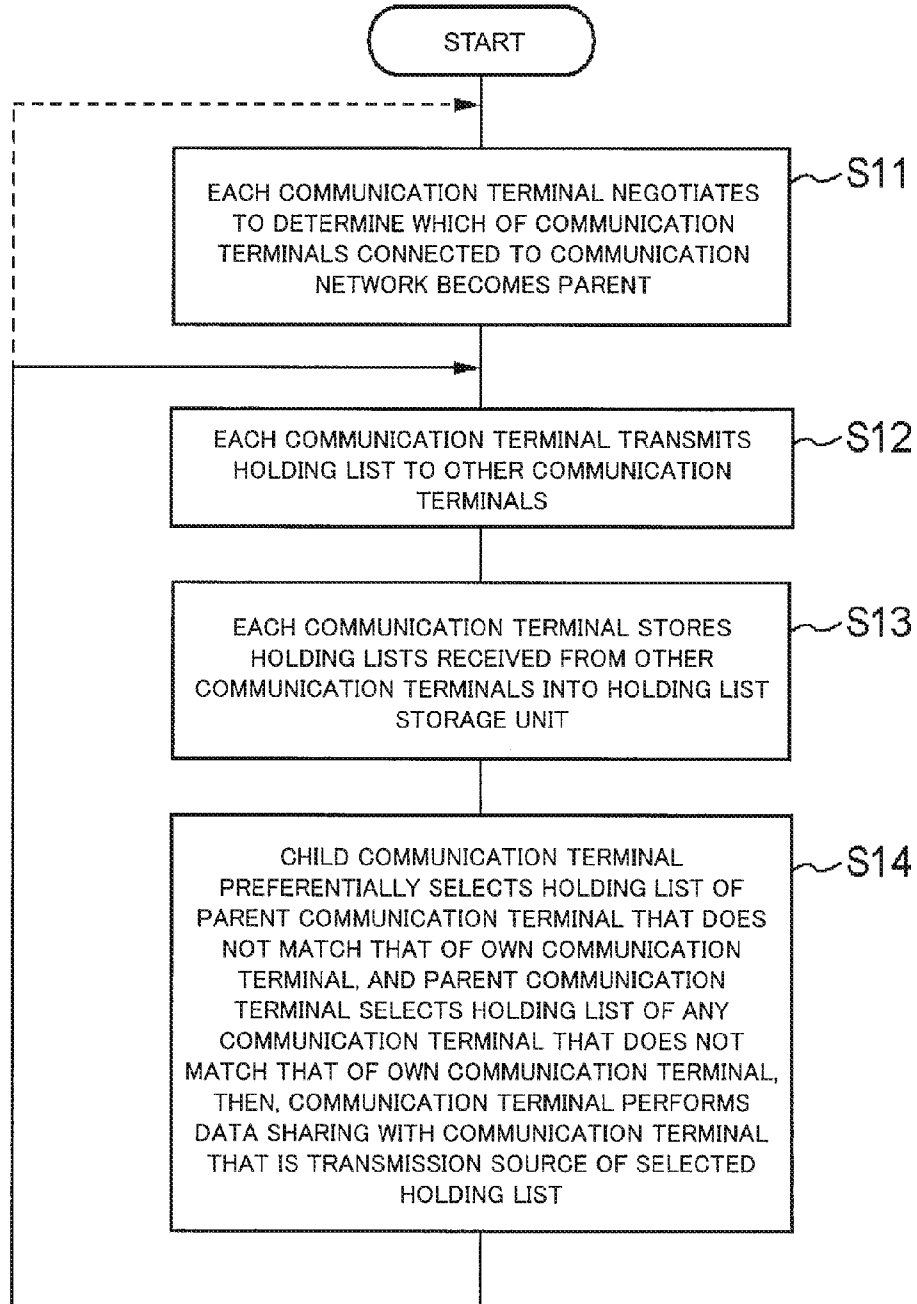 START
EACH COMMUNICATION TERMINAL NEGOTIATES
TO DETERMINE WHICH OF COMMUNICATION
TERMINALS CONNECTED TO COMMUNICATION
NETWORK BECOMES PARENT
S11
EACH COMMUNICATION TERMINAL TRANSMITS
HOLDING LIST TO OTHER COMMUNICATION
TERMINALS
S12
EACH COMMUNICATION TERMINAL STORES
HOLDING LISTS RECEIVED FROM OTHER
COMMUNICATION TERMINALS INTO HOLDING LIST
STORAGE UNIT
S13
CHILD COMMUNICATION TERMINAL
PREFERENTIALLY SELECTS HOLDING LIST OF
PARENT COMMUNICATION TERMINAL THAT DOES
NOT MATCH THAT OF OWN COMMUNICATION
TERMINAL, AND PARENT COMMUNICATION
TERMINAL SELECTS HOLDING LIST OF ANY
COMMUNICATION TERMINAL THAT DOES NOT
MATCH THAT OF OWN COMMUNICATION TERMINAL,
THEN, COMMUNICATION TERMINAL PERFORMS
DATA SHARING WITH COMMUNICATION TERMINAL
THAT IS TRANSMISSION SOURCE OF SELECTED
HOLDING LIST
S14